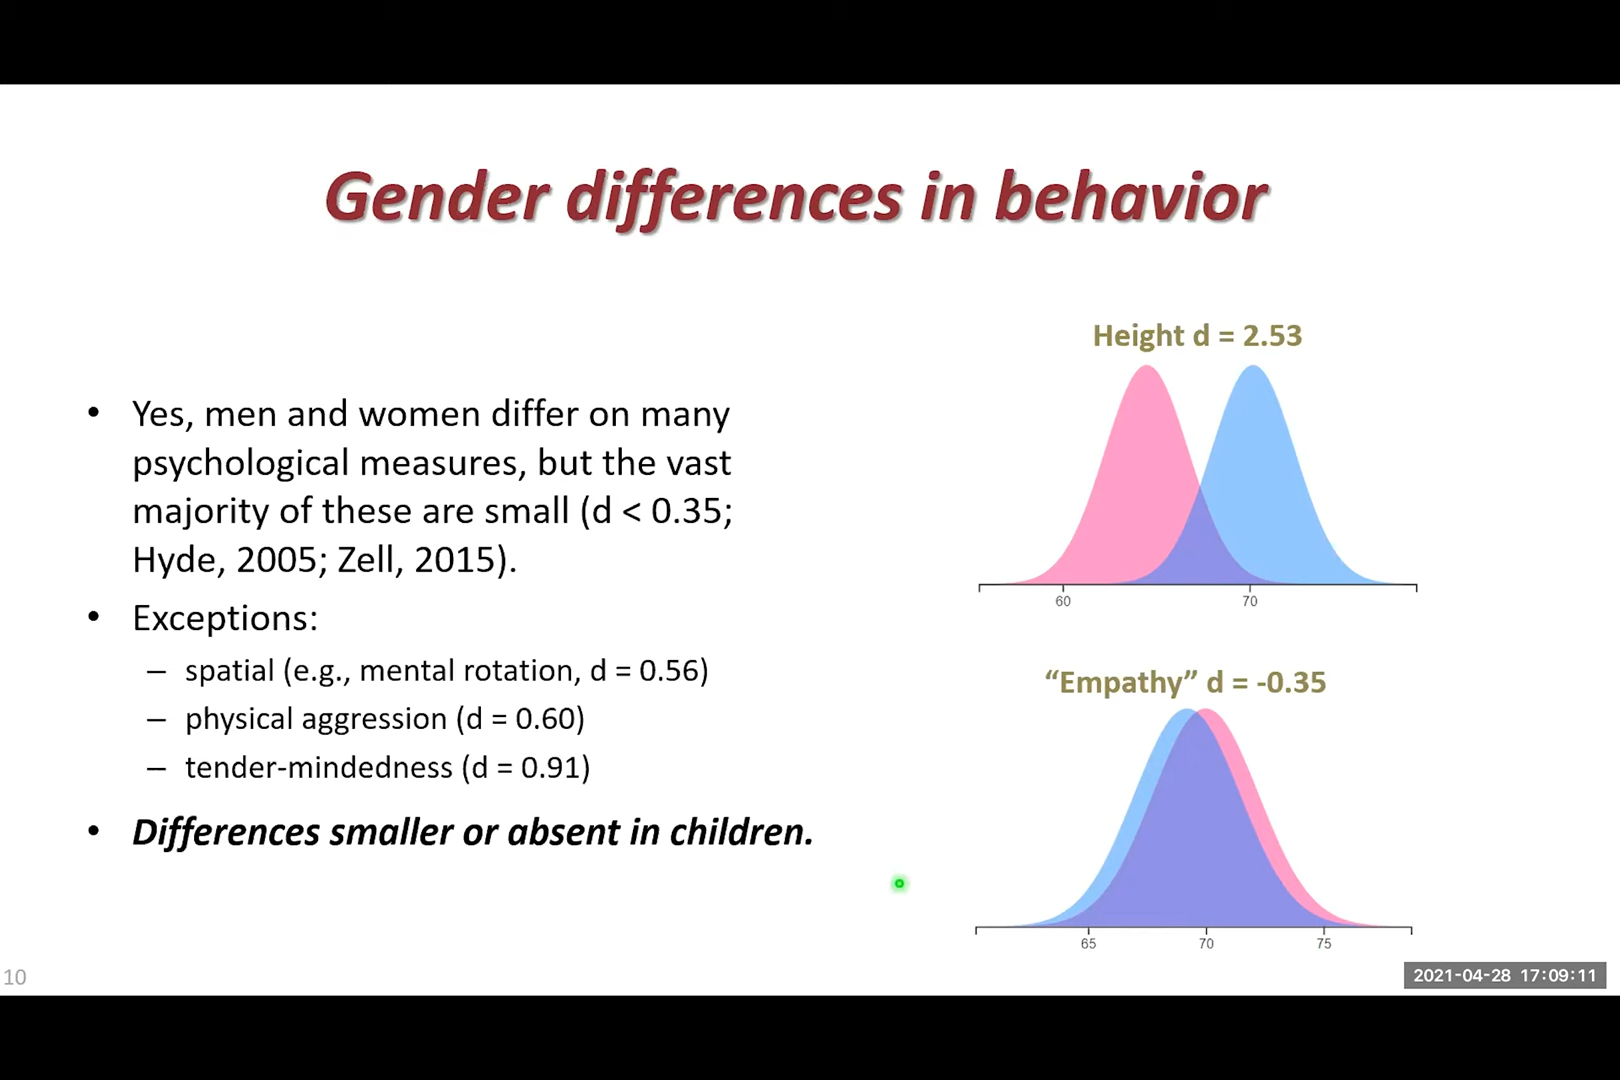 Gender differences in behavior
• Yes, men and women differ on many
psychological measures, but the vast
majority of these are small (d < 0.35;
Hyde, 2005; Zell, 2015).
• Exceptions:
– spatial (e.g., mental rotation, d = 0.56)
– physical aggression (d = 0.60)
– tender-mindedness (d = 0.91)
• Differences smaller or absent in children.
Height d = 2.53
60 70
“Empathy” d = -0.35
65 70 75
10
2021-04-28 17:09:11